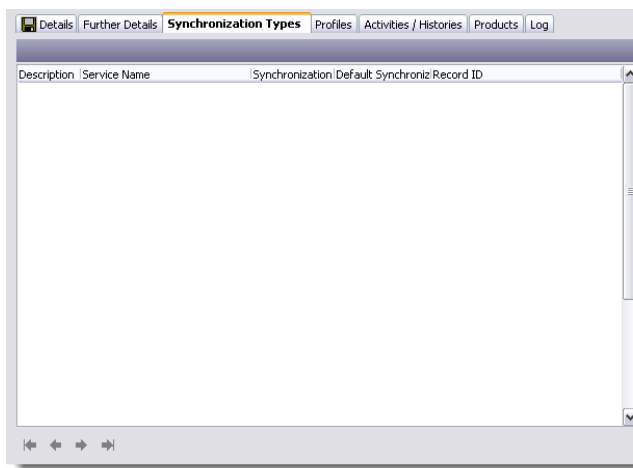 Details Further Details Synchronization Types Profiles Activities / Histories Products Log
Description Service Name Synchronization Default Synchroniz Record ID